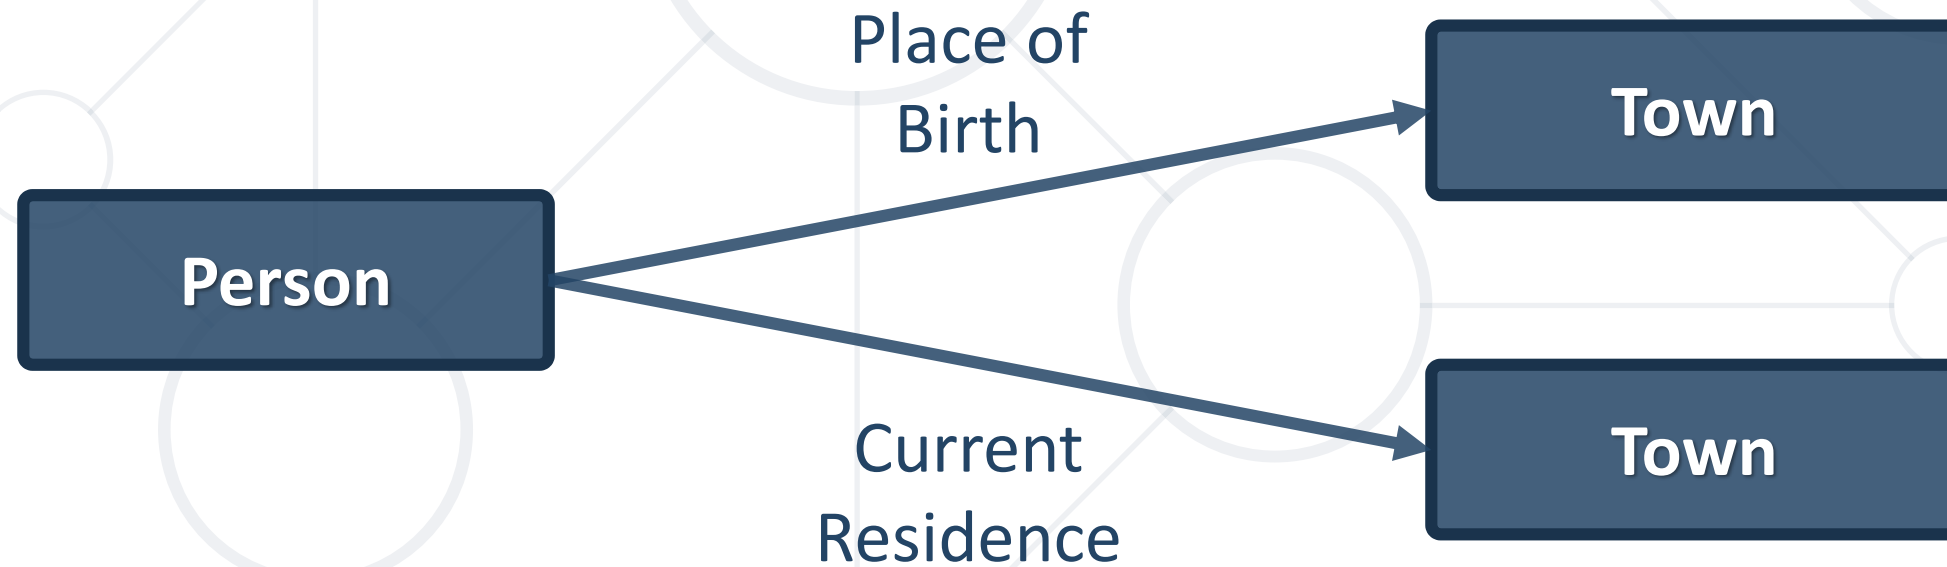 Place of
Birth
Town
Person
Current
Residence
Town